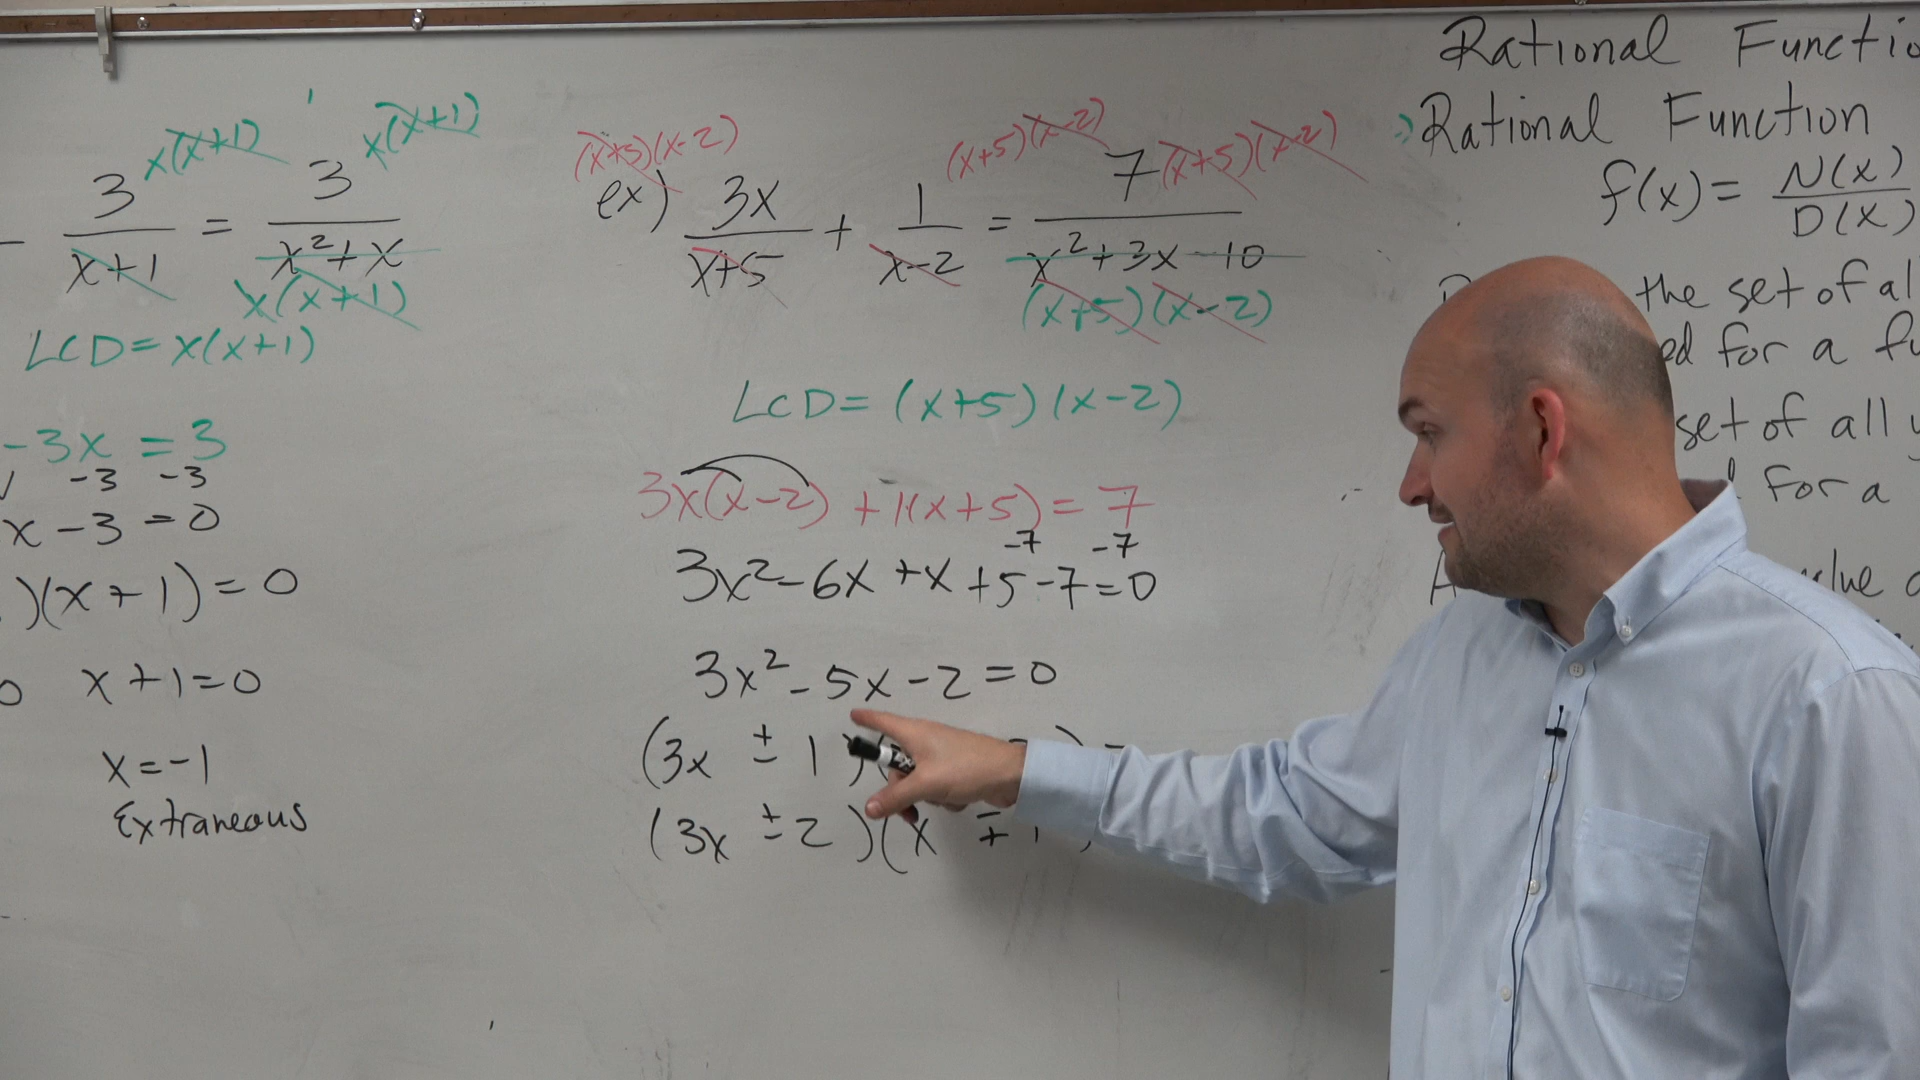 x(x+1) x(x+1)
3/(x+1) = 3/(x²+x)
x(x+1)
LCD = x(x+1)
-3x = 3
-3 -3
x - 3 = 0
)(x+1) = 0
0 x+1=0
x=-1
Extraneous
(x+5)(x-2) (x+5)(x-2) (x+5)(x-2)
ex) 3x/(x+5) + 1/(x-2) = 7/(x²+3x-10)
(x+5)(x-2)
LCD = (x+5)(x-2)
3x(x-2) + 1(x+5) = 7
-7 -7
3x²-6x+x+5-7=0
3x²-5x-2=0
(3x ± 1)(
(3x ± 2)(x ∓ 1
Rational Functio
Rational Function
f(x) = N(x)/D(x)
the set of al
ed for a fu
set of all y
for a